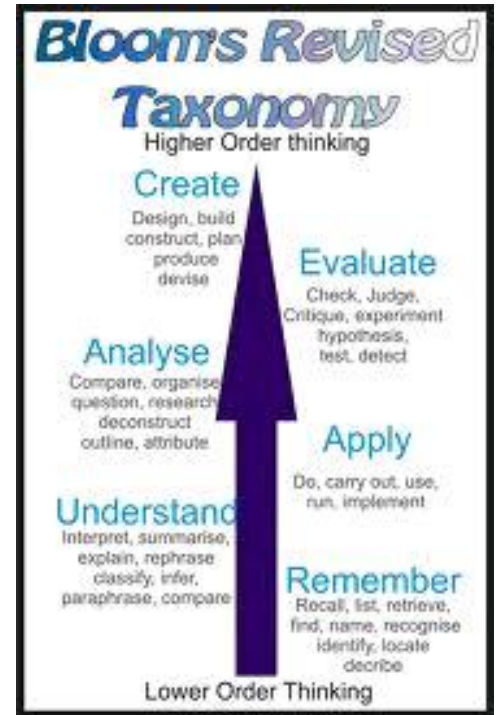 Bloom's Revised
Taxonomy
Higher Order thinking
Create
Design, build
construct, plan
produce
devise
Evaluate
Check, Judge,
Critique, experiment
hypothesis,
test, detect
Analyse
Compare, organise
question, research
deconstruct
outline, attribute
Apply
Do, carry out, use,
run, implement
Understand
Interpret, summarise,
explain, rephrase
classify, infer,
paraphrase, compare
Remember
Recall, list, retrieve,
find, name, recognise
identify, locate
decribe
Lower Order Thinking